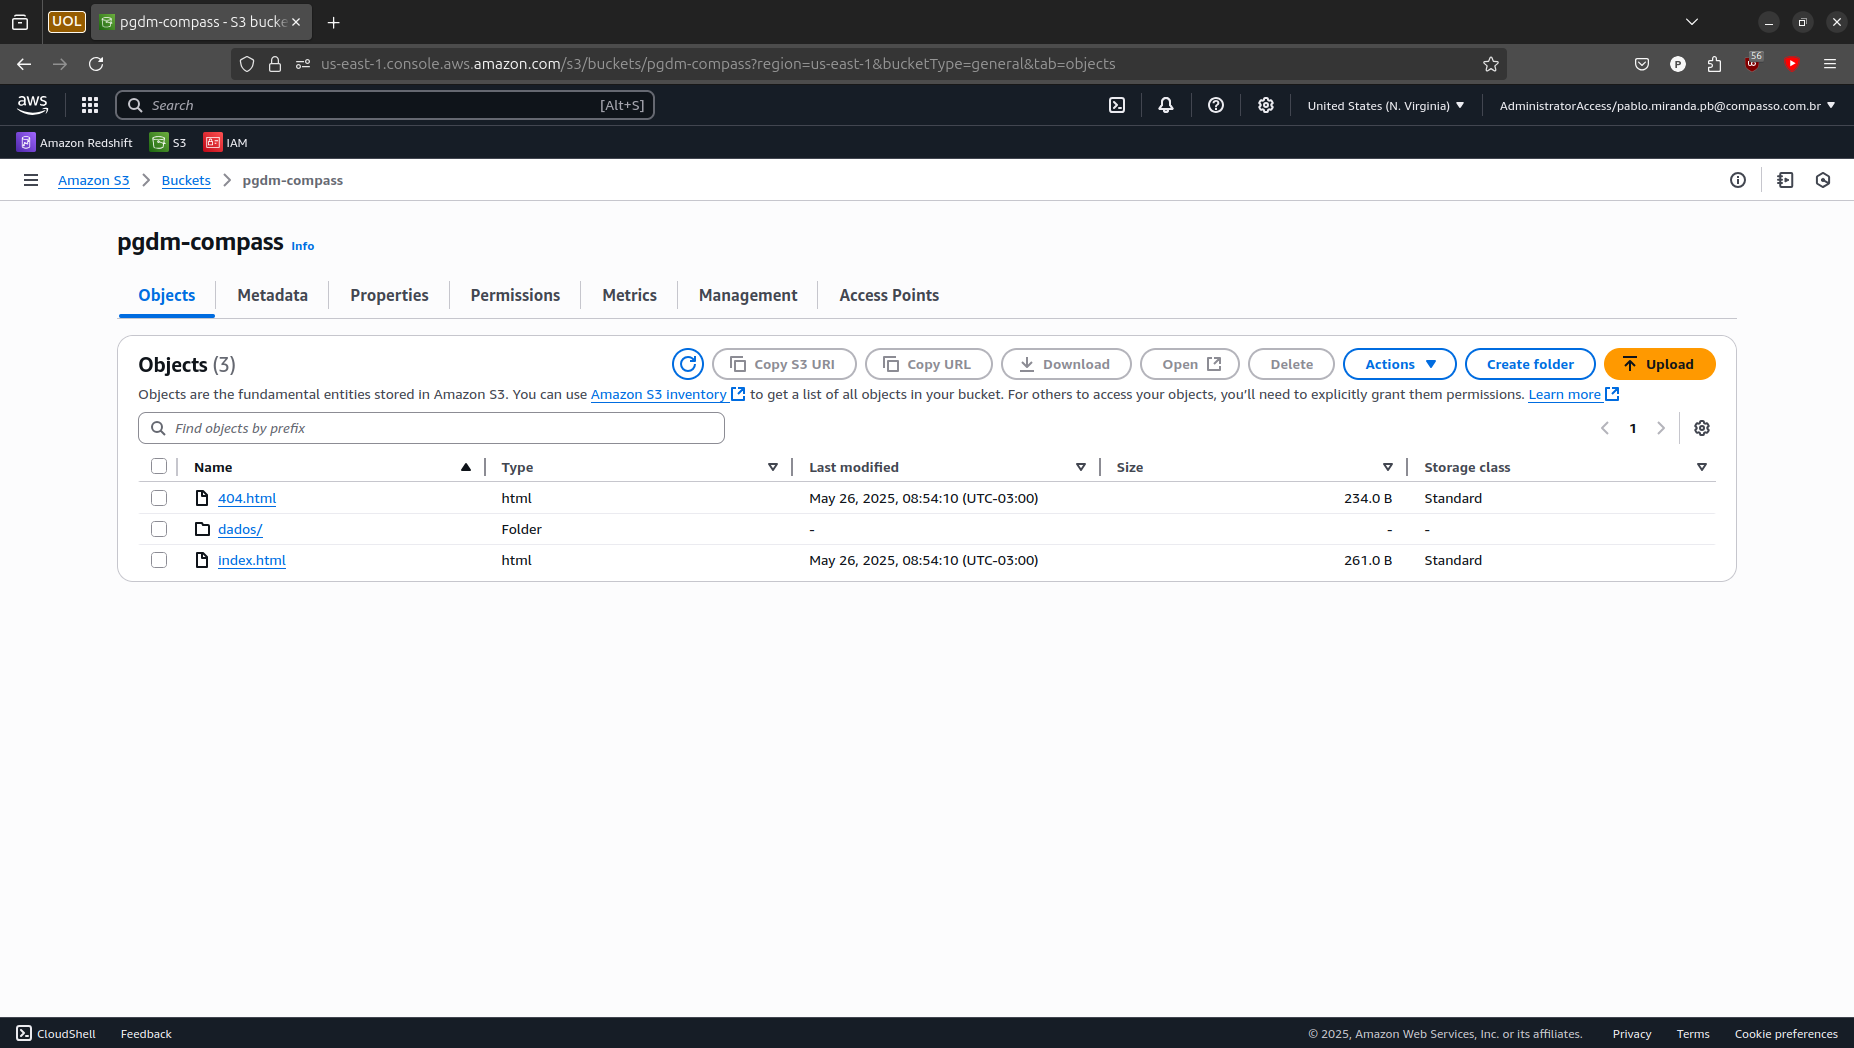 UOL pgdm-compass - S3 bucke
us-east-1.console.aws.amazon.com/s3/buckets/pgdm-compass?region=us-east-1&bucketType=general&tab=objects P 56
aws Search [Alt+S] United States (N. Virginia) AdministratorAccess/pablo.miranda.pb@compasso.com.br
Amazon Redshift S3 IAM
Amazon S3 Buckets pgdm-compass
pgdm-compass Info
Objects Metadata Properties Permissions Metrics Management Access Points
Objects (3) Copy S3 URI Copy URL Download Open Delete Actions Create folder Upload
Objects are the fundamental entities stored in Amazon S3. You can use Amazon S3 inventory to get a list of all objects in your bucket. For others to access your objects, you'll need to explicitly grant them permissions. Learn more
Find objects by prefix 1
Name Type Last modified Size Storage class
404.html html May 26, 2025, 08:54:10 (UTC-03:00) 234.0 B Standard
dados/ Folder - - -
index.html html May 26, 2025, 08:54:10 (UTC-03:00) 261.0 B Standard
CloudShell Feedback © 2025, Amazon Web Services, Inc. or its affiliates. Privacy Terms Cookie preferences